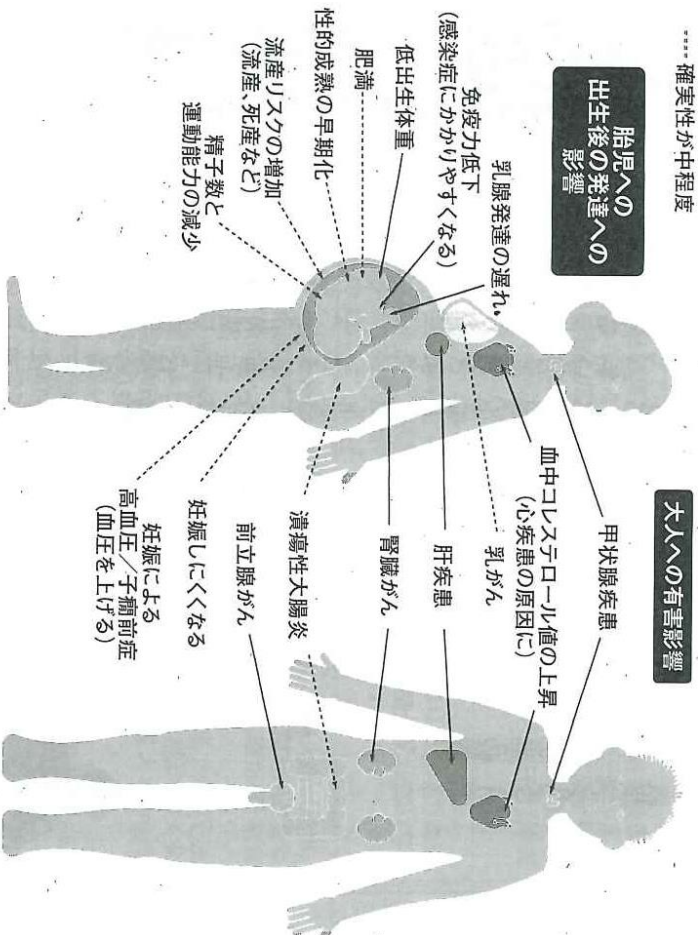 ---- 確実性が中程度
胎児への
出生後の発達への
影響
乳腺発達の遅れ
免疫力低下
(感染症にかかりやすくなる)
低出生体重
肥満
性的成熟の早期化
流産リスクの増加
(流産、死産など)
精子数と
運動能力の減少
大人への有害影響
甲状腺疾患
血中コレステロール値の上昇
(心疾患の原因に)
乳がん
肝疾患
腎臓がん
潰瘍性大腸炎
前立腺がん
妊娠しにくくなる
妊娠による
高血圧/子癇前症
(血圧を上げる)